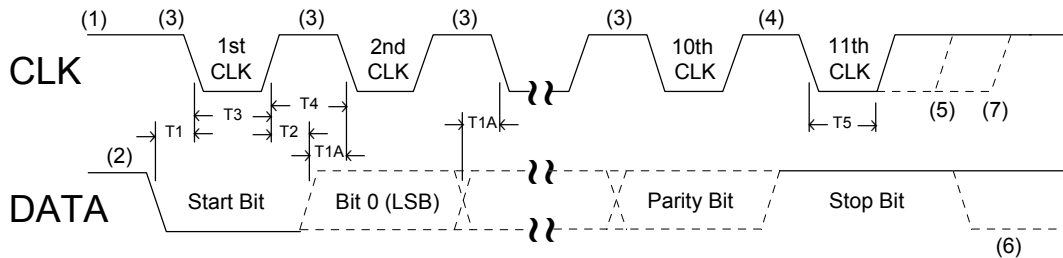 (1) (3) (3) (3) (3) (4)
1st CLK 2nd CLK 10th CLK 11th CLK
CLK
T3 T4 (5) (7)
T1 T2 T1A T5
T1A
(2)
Start Bit Bit 0 (LSB) Parity Bit Stop Bit
DATA
(6)